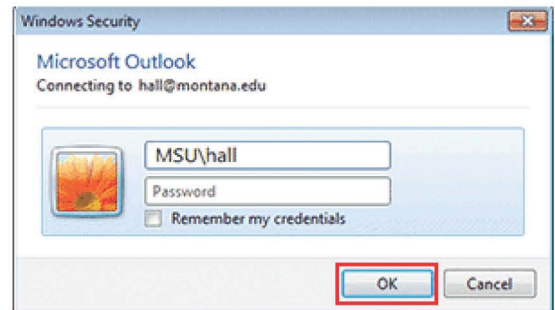 Windows Security
Microsoft Outlook
Connecting to hall@montana.edu
MSU\hall
Password
Remember my credentials
OK
Cancel